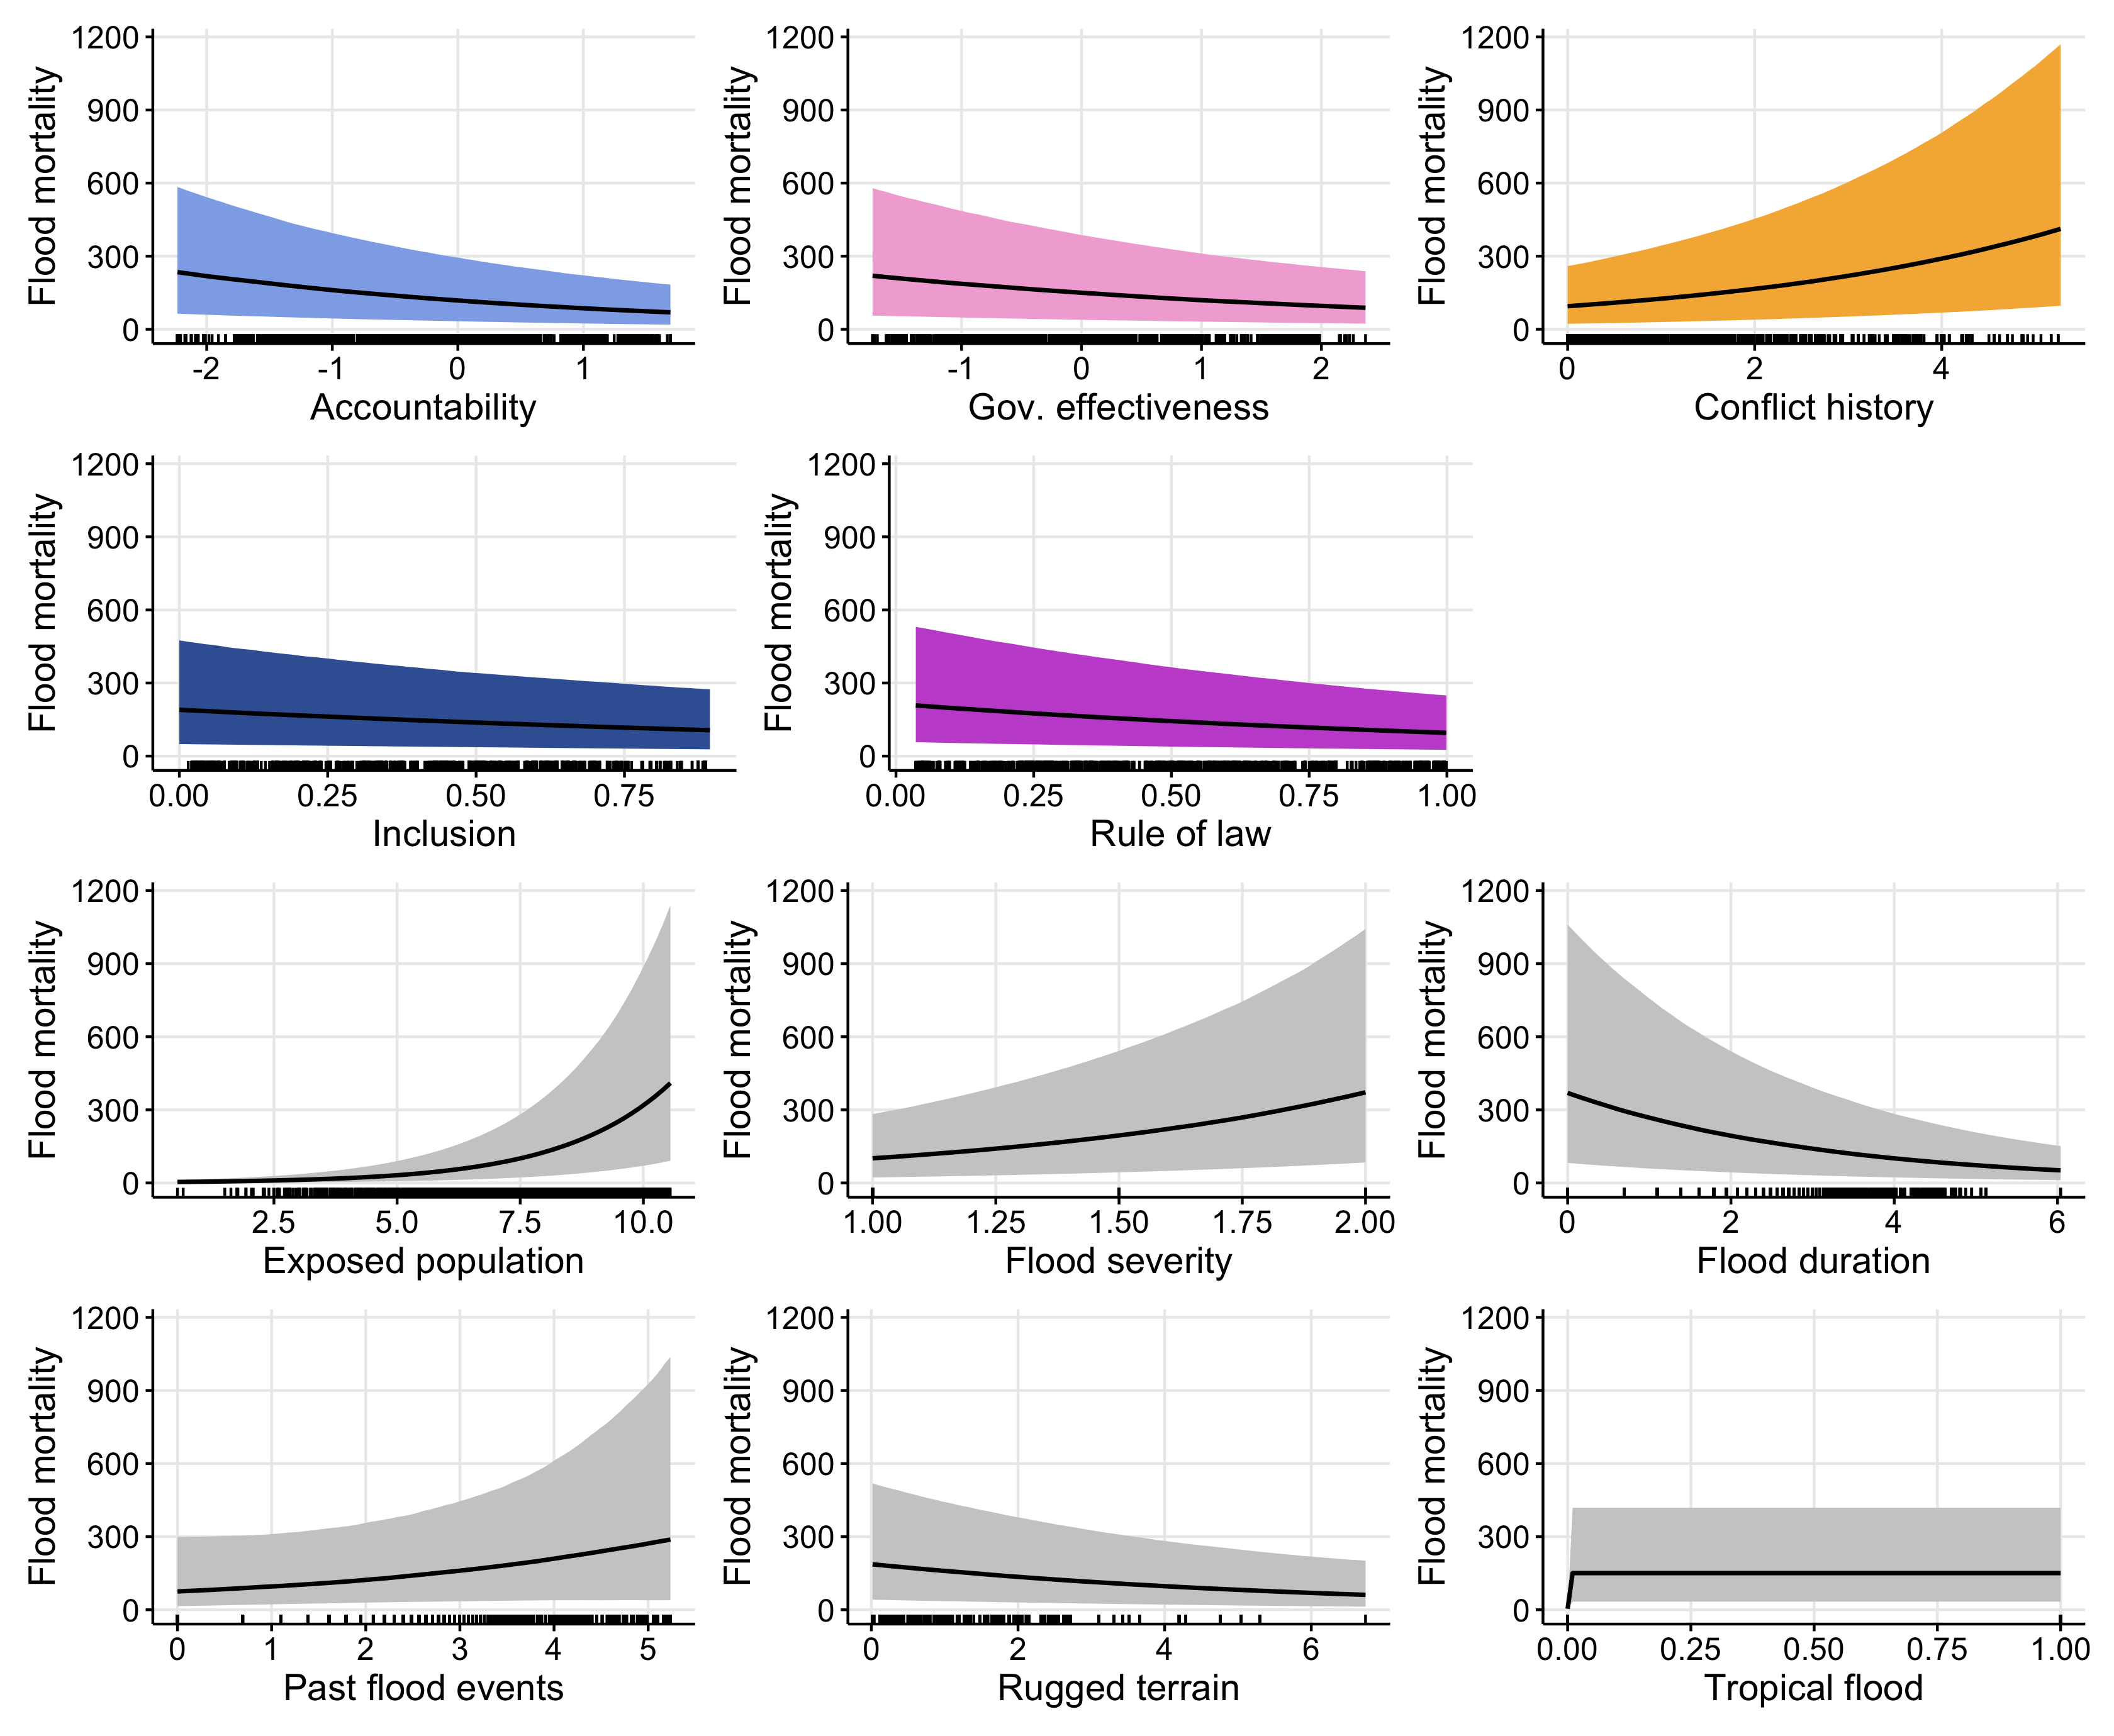 1200
900
600
300
0
Flood mortality
-2 -1 0 1
Accountability
1200
900
600
300
0
Flood mortality
-1 0 1 2
Gov. effectiveness
1200
900
600
300
0
Flood mortality
0 2 4
Conflict history
1200
900
600
300
0
Flood mortality
0.00 0.25 0.50 0.75
Inclusion
1200
900
600
300
0
Flood mortality
0.00 0.25 0.50 0.75 1.00
Rule of law
1200
900
600
300
0
Flood mortality
2.5 5.0 7.5 10.0
Exposed population
1200
900
600
300
0
Flood mortality
1.00 1.25 1.50 1.75 2.00
Flood severity
1200
900
600
300
0
Flood mortality
0 2 4 6
Flood duration
1200
900
600
300
0
Flood mortality
0 1 2 3 4 5
Past flood events
1200
900
600
300
0
Flood mortality
0 2 4 6
Rugged terrain
1200
900
600
300
0
Flood mortality
0.00 0.25 0.50 0.75 1.00
Tropical flood